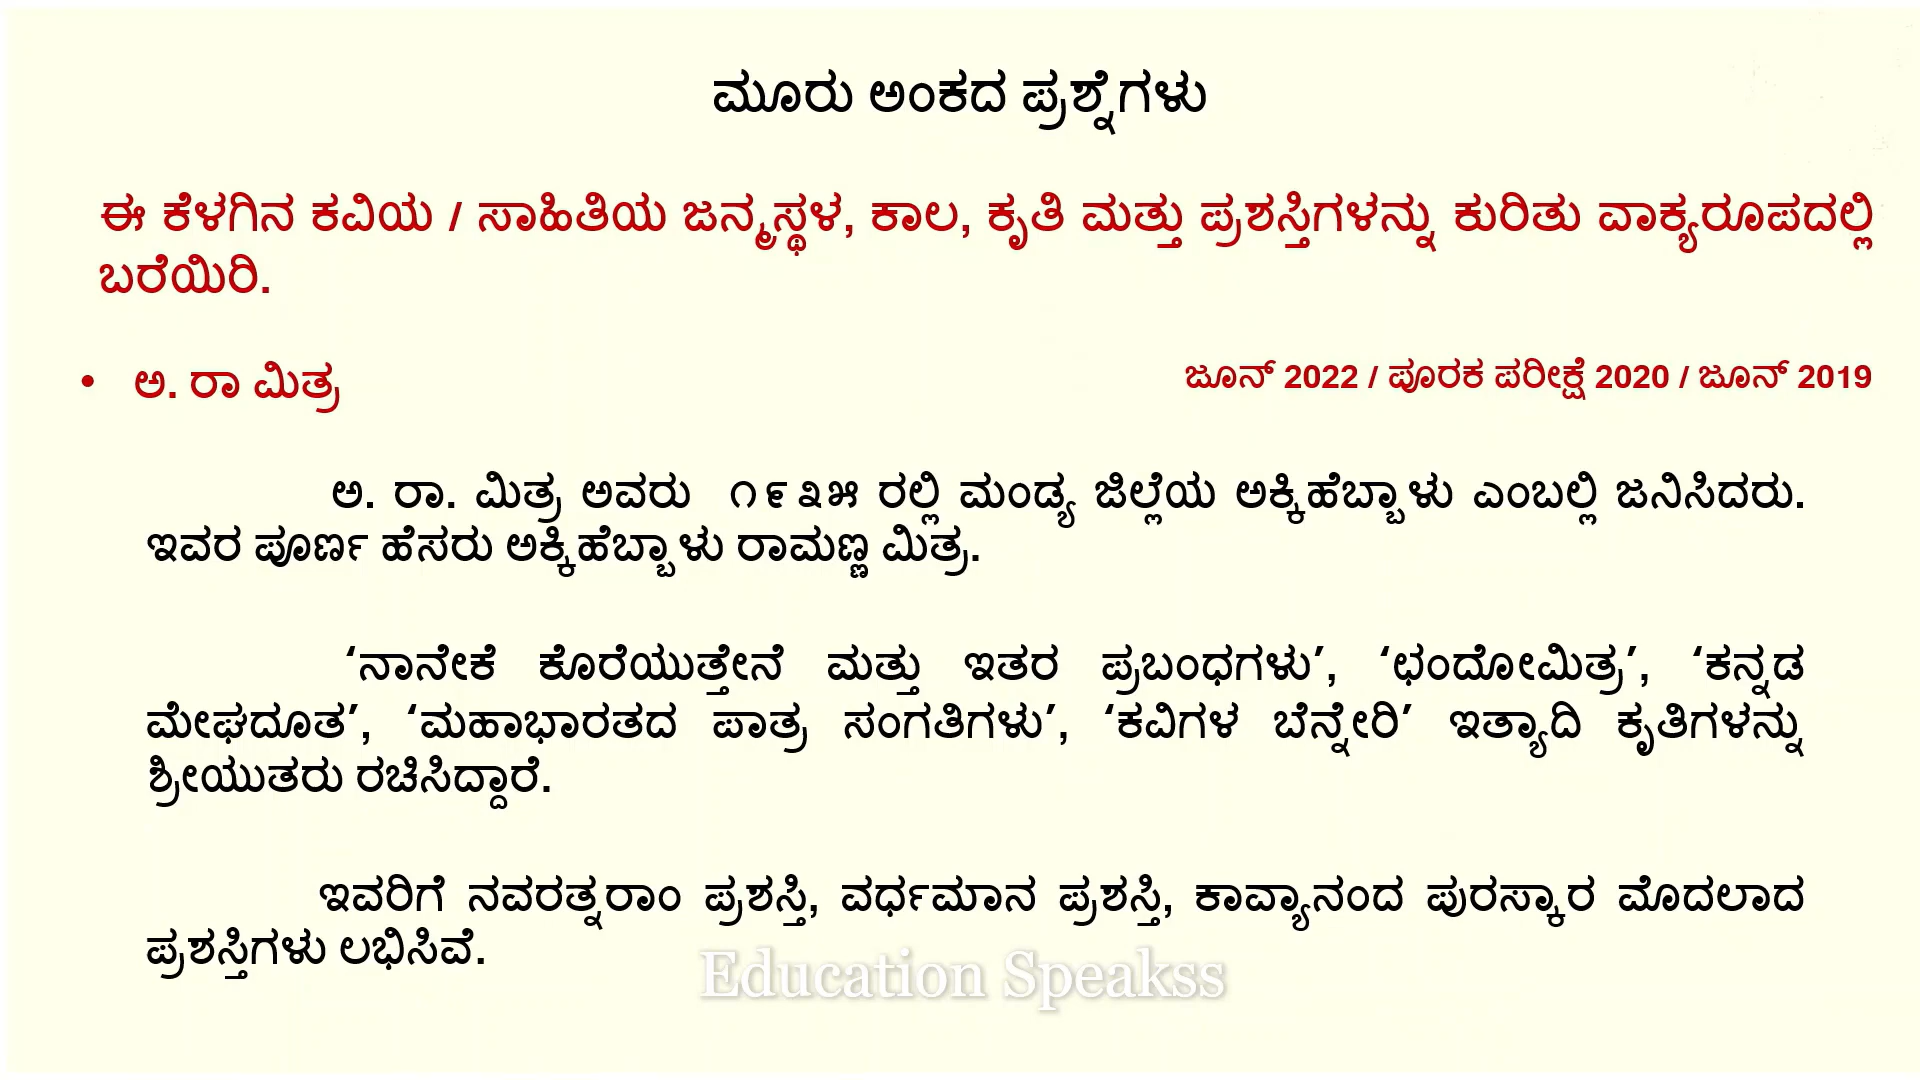 ಮೂರು ಅಂಕದ ಪ್ರಶ್ನೆಗಳು
ಈ ಕೆಳಗಿನ ಕವಿಯ / ಸಾಹಿತಿಯ ಜನ್ಮಸ್ಥಳ, ಕಾಲ, ಕೃತಿ ಮತ್ತು ಪ್ರಶಸ್ತಿಗಳನ್ನು ಕುರಿತು ವಾಕ್ಯರೂಪದಲ್ಲಿ
ಬರೆಯಿರಿ.
• ಅ. ರಾ ಮಿತ್ರ ಜೂನ್ 2022 / ಪೂರಕ ಪರೀಕ್ಷೆ 2020 / ಜೂನ್ 2019
ಅ. ರಾ. ಮಿತ್ರ ಅವರು ೧೯೩೫ ರಲ್ಲಿ ಮಂಡ್ಯ ಜಿಲ್ಲೆಯ ಅಕ್ಕಿಹೆಬ್ಬಾಳು ಎಂಬಲ್ಲಿ ಜನಿಸಿದರು.
ಇವರ ಪೂರ್ಣ ಹೆಸರು ಅಕ್ಕಿಹೆಬ್ಬಾಳು ರಾಮಣ್ಣ ಮಿತ್ರ.
‘ನಾನೇಕೆ ಕೊರೆಯುತ್ತೇನೆ ಮತ್ತು ಇತರ ಪ್ರಬಂಧಗಳು’, ‘ಛಂದೋಮಿತ್ರ’, ‘ಕನ್ನಡ
ಮೇಘದೂತ’, ‘ಮಹಾಭಾರತದ ಪಾತ್ರ ಸಂಗತಿಗಳು’, ‘ಕವಿಗಳ ಬೆನ್ನೇರಿ’ ಇತ್ಯಾದಿ ಕೃತಿಗಳನ್ನು
ಶ್ರೀಯುತರು ರಚಿಸಿದ್ದಾರೆ.
ಇವರಿಗೆ ನವರತ್ನರಾಂ ಪ್ರಶಸ್ತಿ, ವರ್ಧಮಾನ ಪ್ರಶಸ್ತಿ, ಕಾವ್ಯಾನಂದ ಪುರಸ್ಕಾರ ಮೊದಲಾದ
ಪ್ರಶಸ್ತಿಗಳು ಲಭಿಸಿವೆ.
Education Speakss